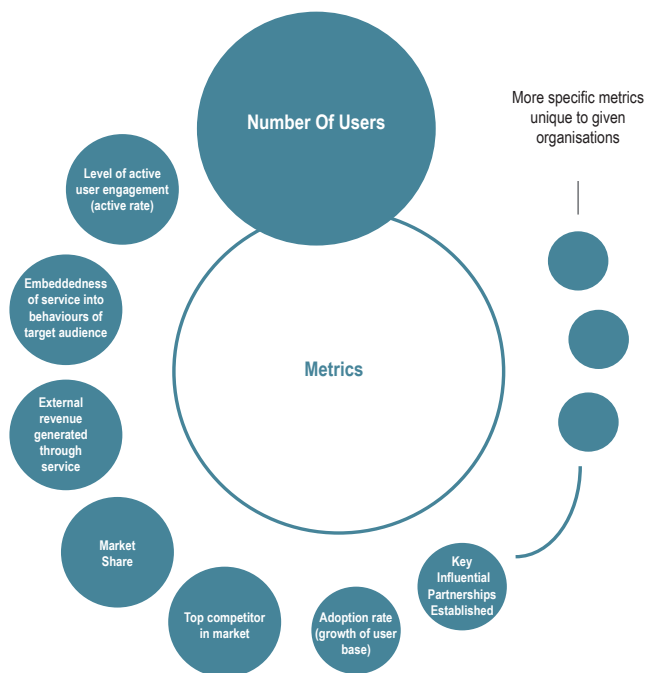 Number Of Users
More specific metrics
unique to given
organisations
Level of active
user engagement
(active rate)
Embeddedness
of service into
behaviours of
target audience
Metrics
External
revenue
generated
through
service
Market
Share
Top competitor
in market
Adoption rate
(growth of user
base)
Key
Influential
Partnerships
Established